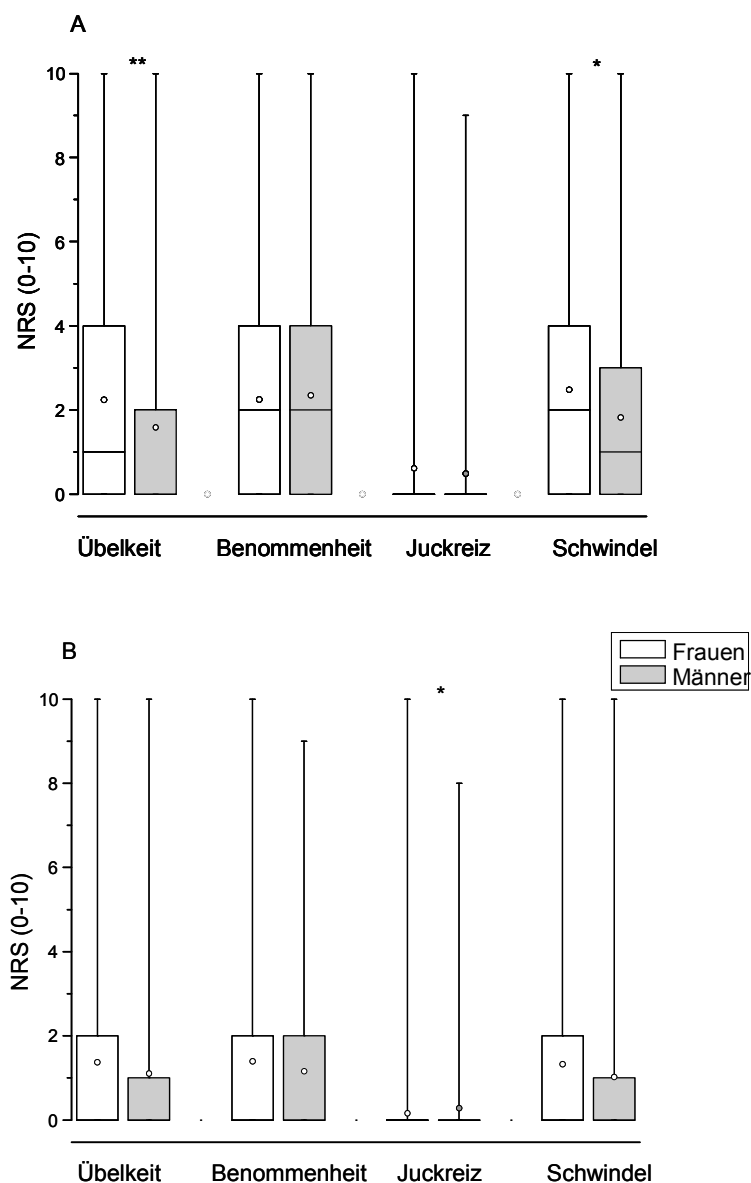 A
** *
10
8
6
4
2
0
NRS (0-10)
Übelkeit Benommenheit Juckreiz Schwindel
B
Frauen
Männer
*
10
8
6
4
2
0
NRS (0-10)
Übelkeit Benommenheit Juckreiz Schwindel